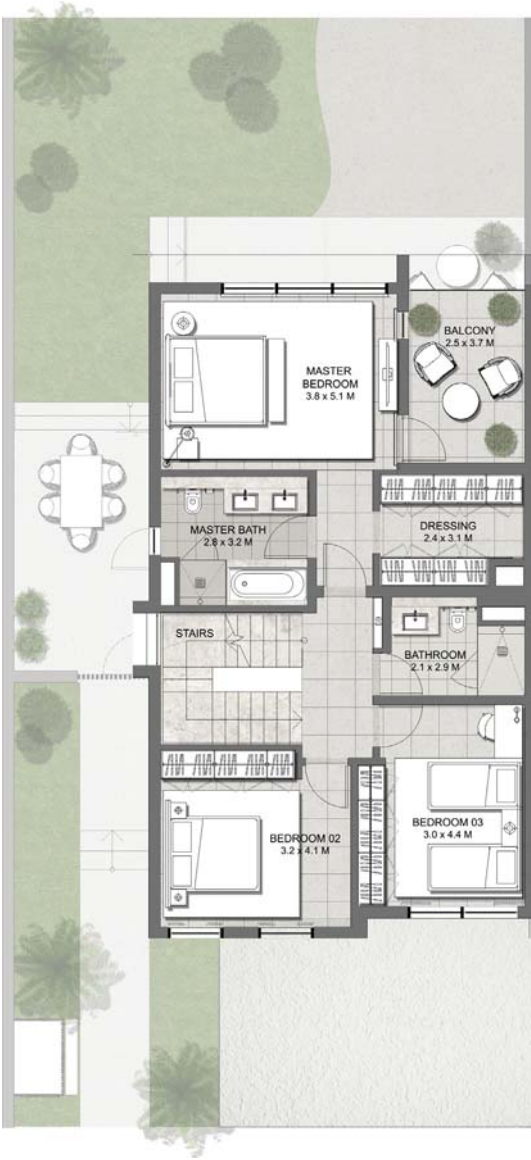 BALCONY
2.5 x 3.7 M
MASTER
BEDROOM
3.8 x 5.1 M
MASTER BATH
2.8 x 3.2 M
DRESSING
2.4 x 3.1 M
STAIRS
BATHROOM
2.1 x 2.9 M
BEDROOM 02
3.2 x 4.1 M
BEDROOM 03
3.0 x 4.4 M